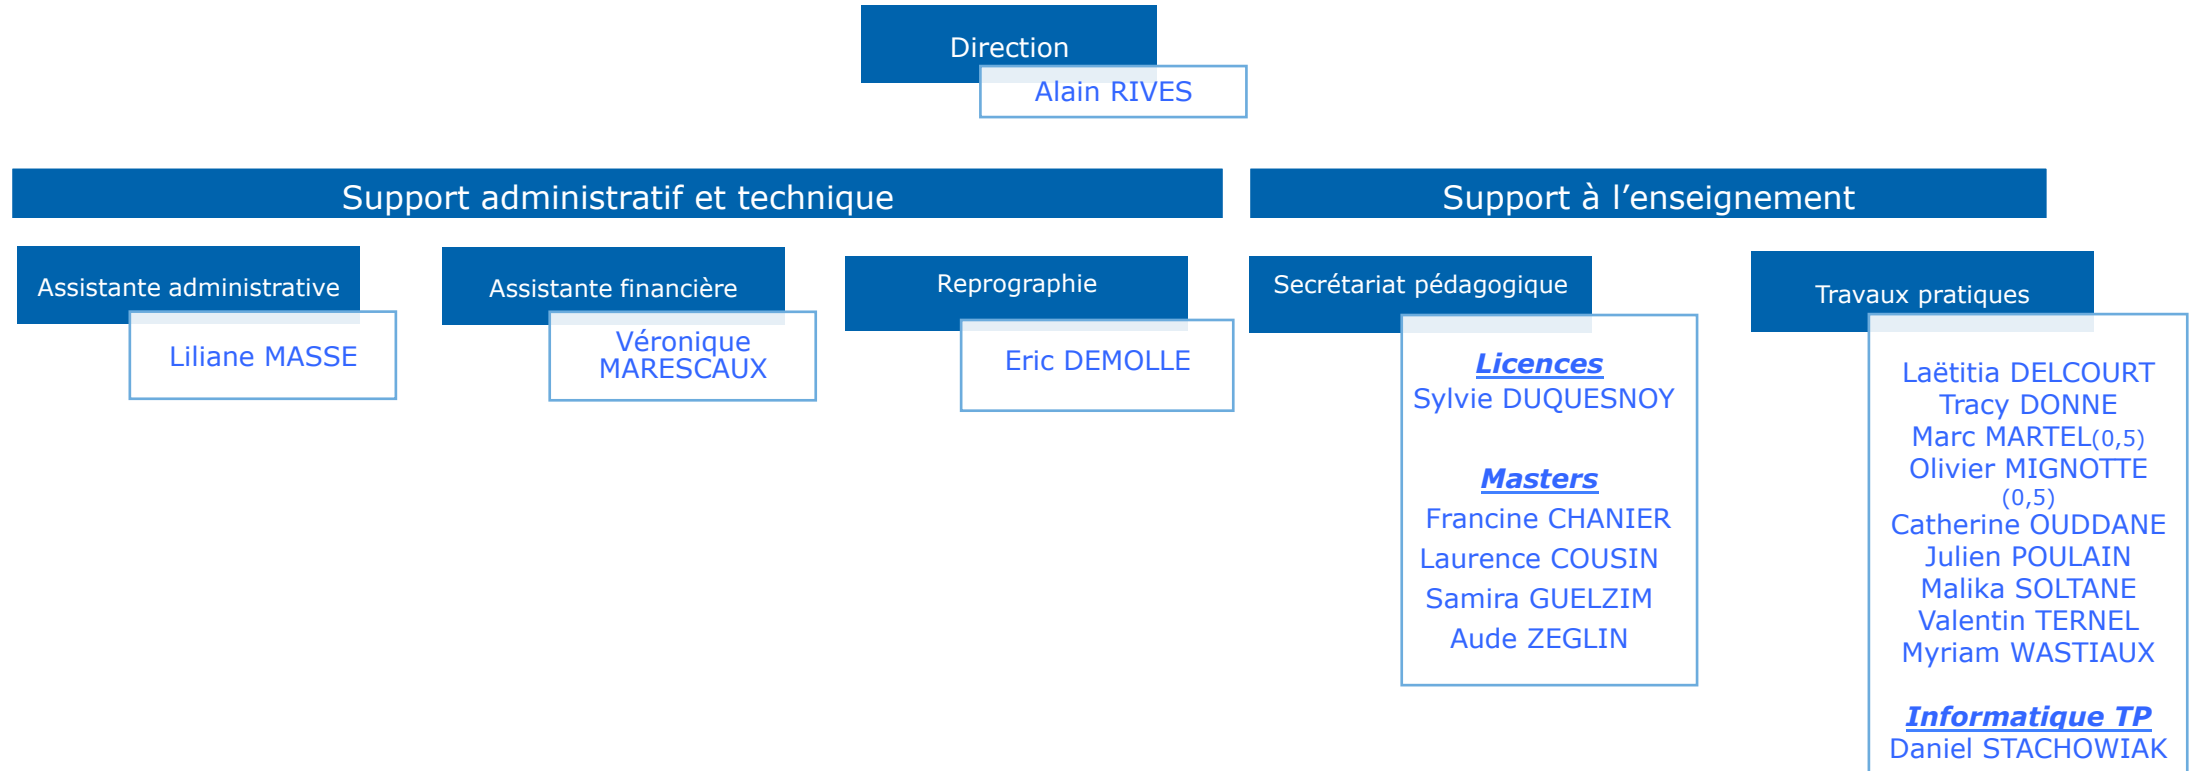 Direction
Alain RIVES
Support administratif et technique
Support à l’enseignement
Assistante administrative
Liliane MASSE
Assistante financière
Véronique
MARESCAUX
Reprographie
Eric DEMOLLE
Secrétariat pédagogique
Licences
Sylvie DUQUESNOY
Masters
Francine CHANIER
Laurence COUSIN
Samira GUELZIM
Aude ZEGLIN
Travaux pratiques
Laëtitia DELCOURT
Tracy DONNE
Marc MARTEL(0,5)
Olivier MIGNOTTE
(0,5)
Catherine OUDDANE
Julien POULAIN
Malika SOLTANE
Valentin TERNEL
Myriam WASTIAUX
Informatique TP
Daniel STACHOWIAK